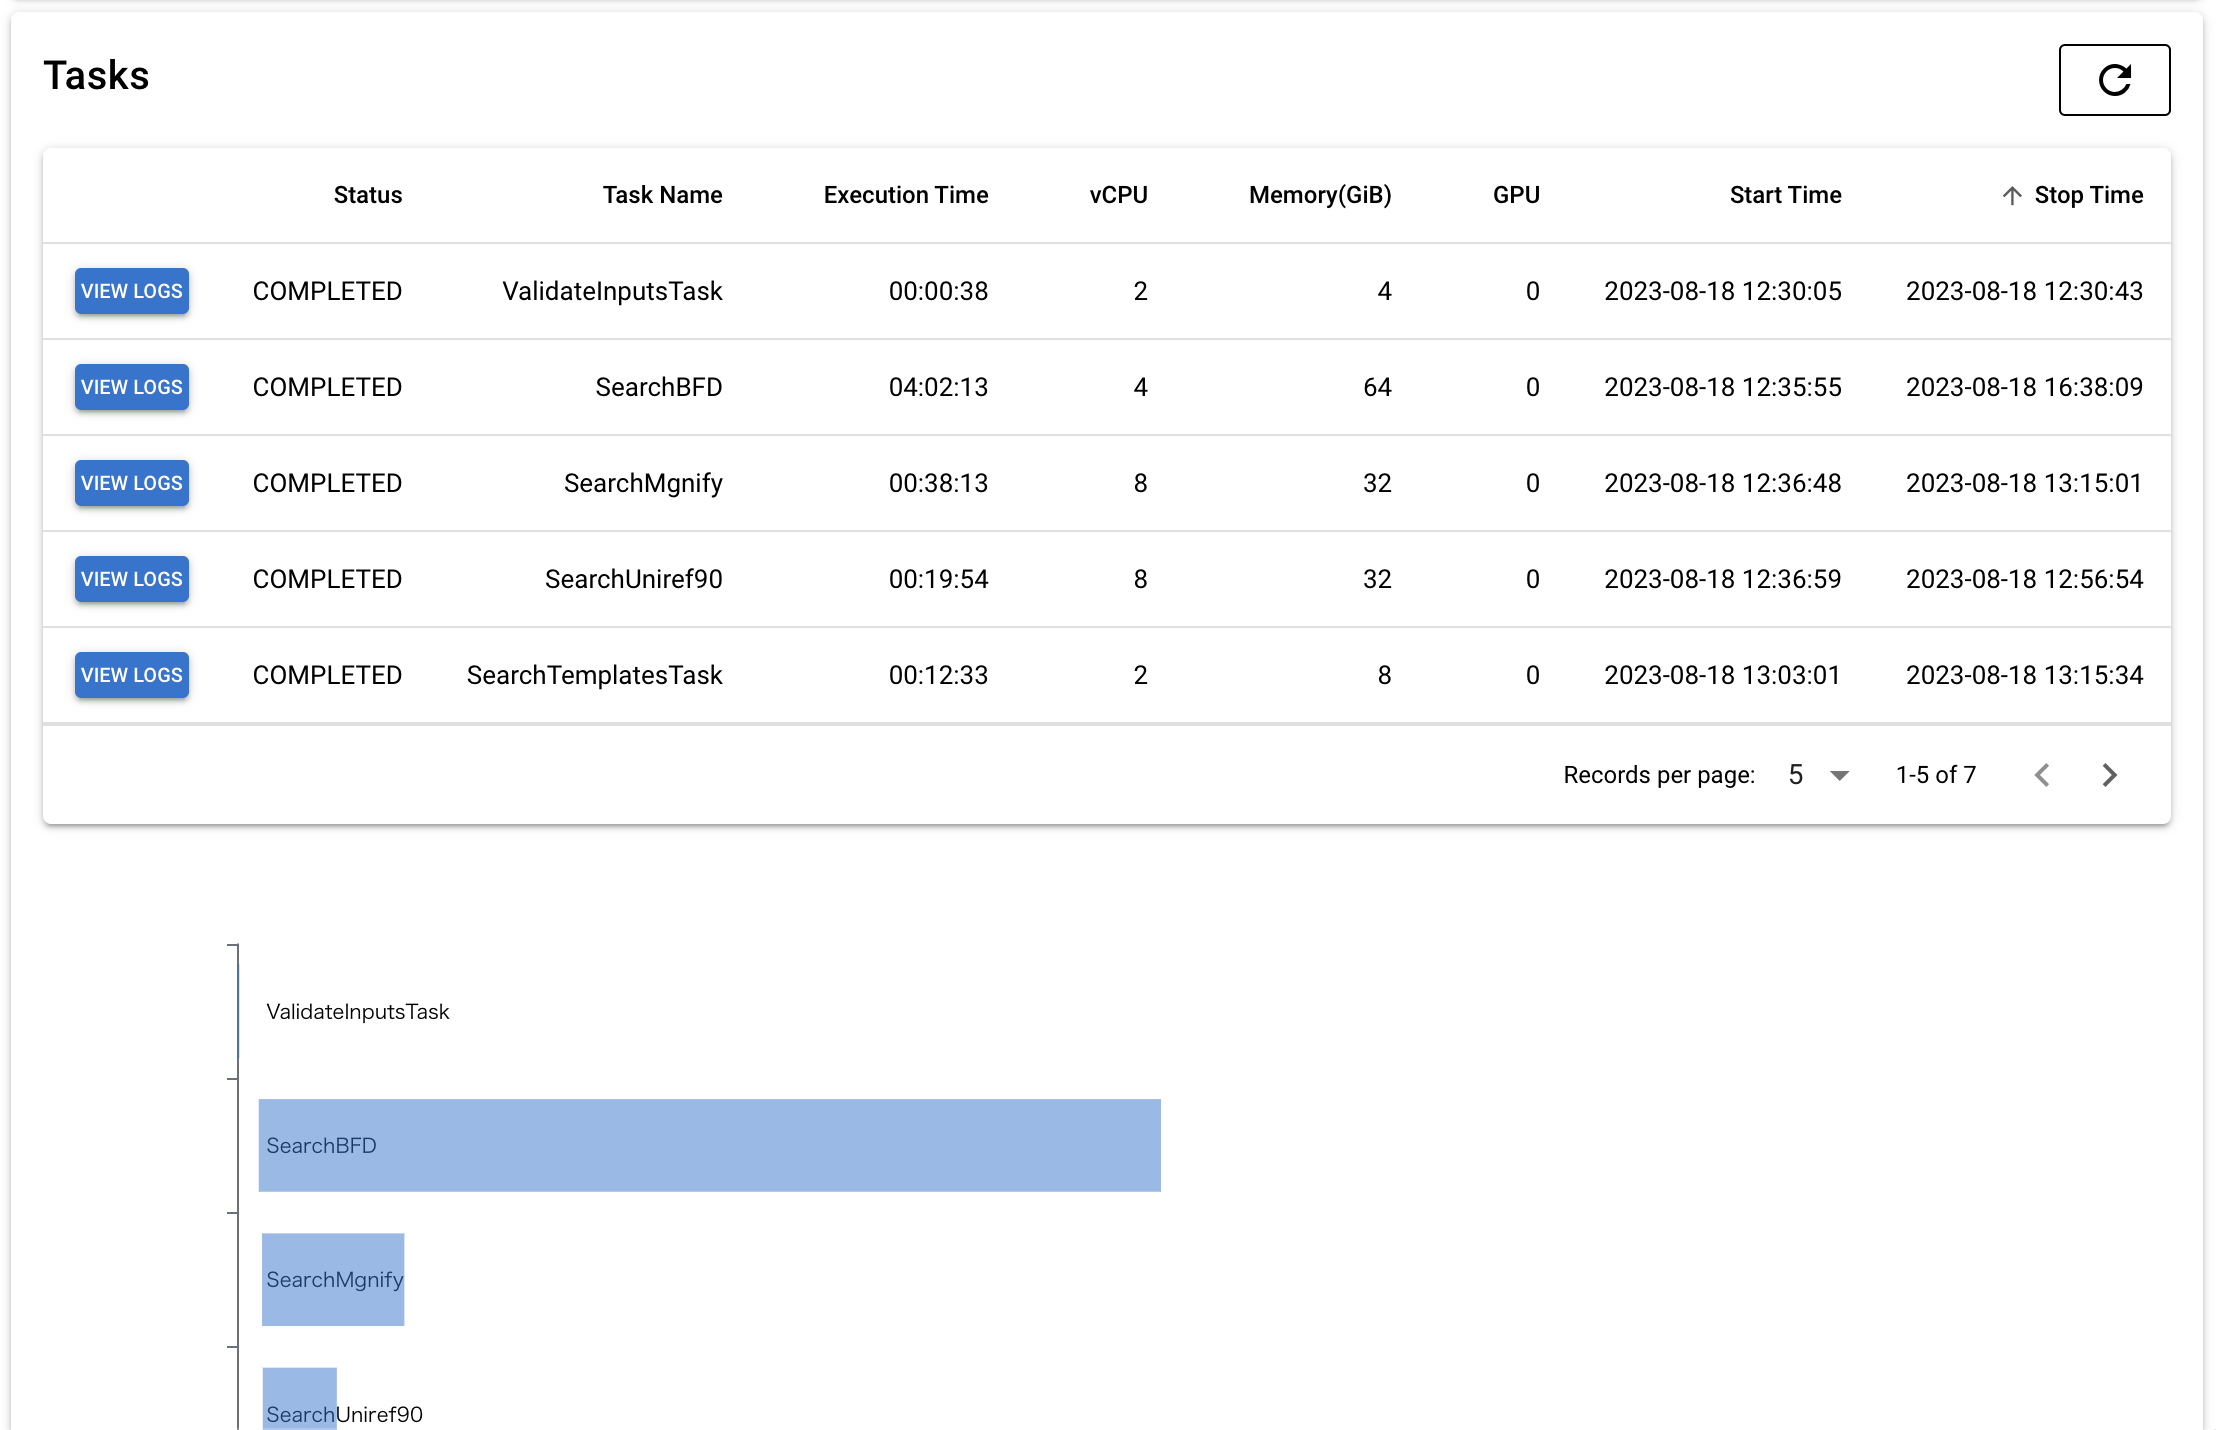 Tasks
Status Task Name Execution Time vCPU Memory(GiB) GPU Start Time Stop Time
VIEW LOGS COMPLETED ValidateInputsTask 00:00:38 2 4 0 2023-08-18 12:30:05 2023-08-18 12:30:43
VIEW LOGS COMPLETED SearchBFD 04:02:13 4 64 0 2023-08-18 12:35:55 2023-08-18 16:38:09
VIEW LOGS COMPLETED SearchMgnify 00:38:13 8 32 0 2023-08-18 12:36:48 2023-08-18 13:15:01
VIEW LOGS COMPLETED SearchUniref90 00:19:54 8 32 0 2023-08-18 12:36:59 2023-08-18 12:56:54
VIEW LOGS COMPLETED SearchTemplatesTask 00:12:33 2 8 0 2023-08-18 13:03:01 2023-08-18 13:15:34
Records per page: 5 1-5 of 7
ValidateInputsTask
SearchBFD
SearchMgnify
SearchUniref90